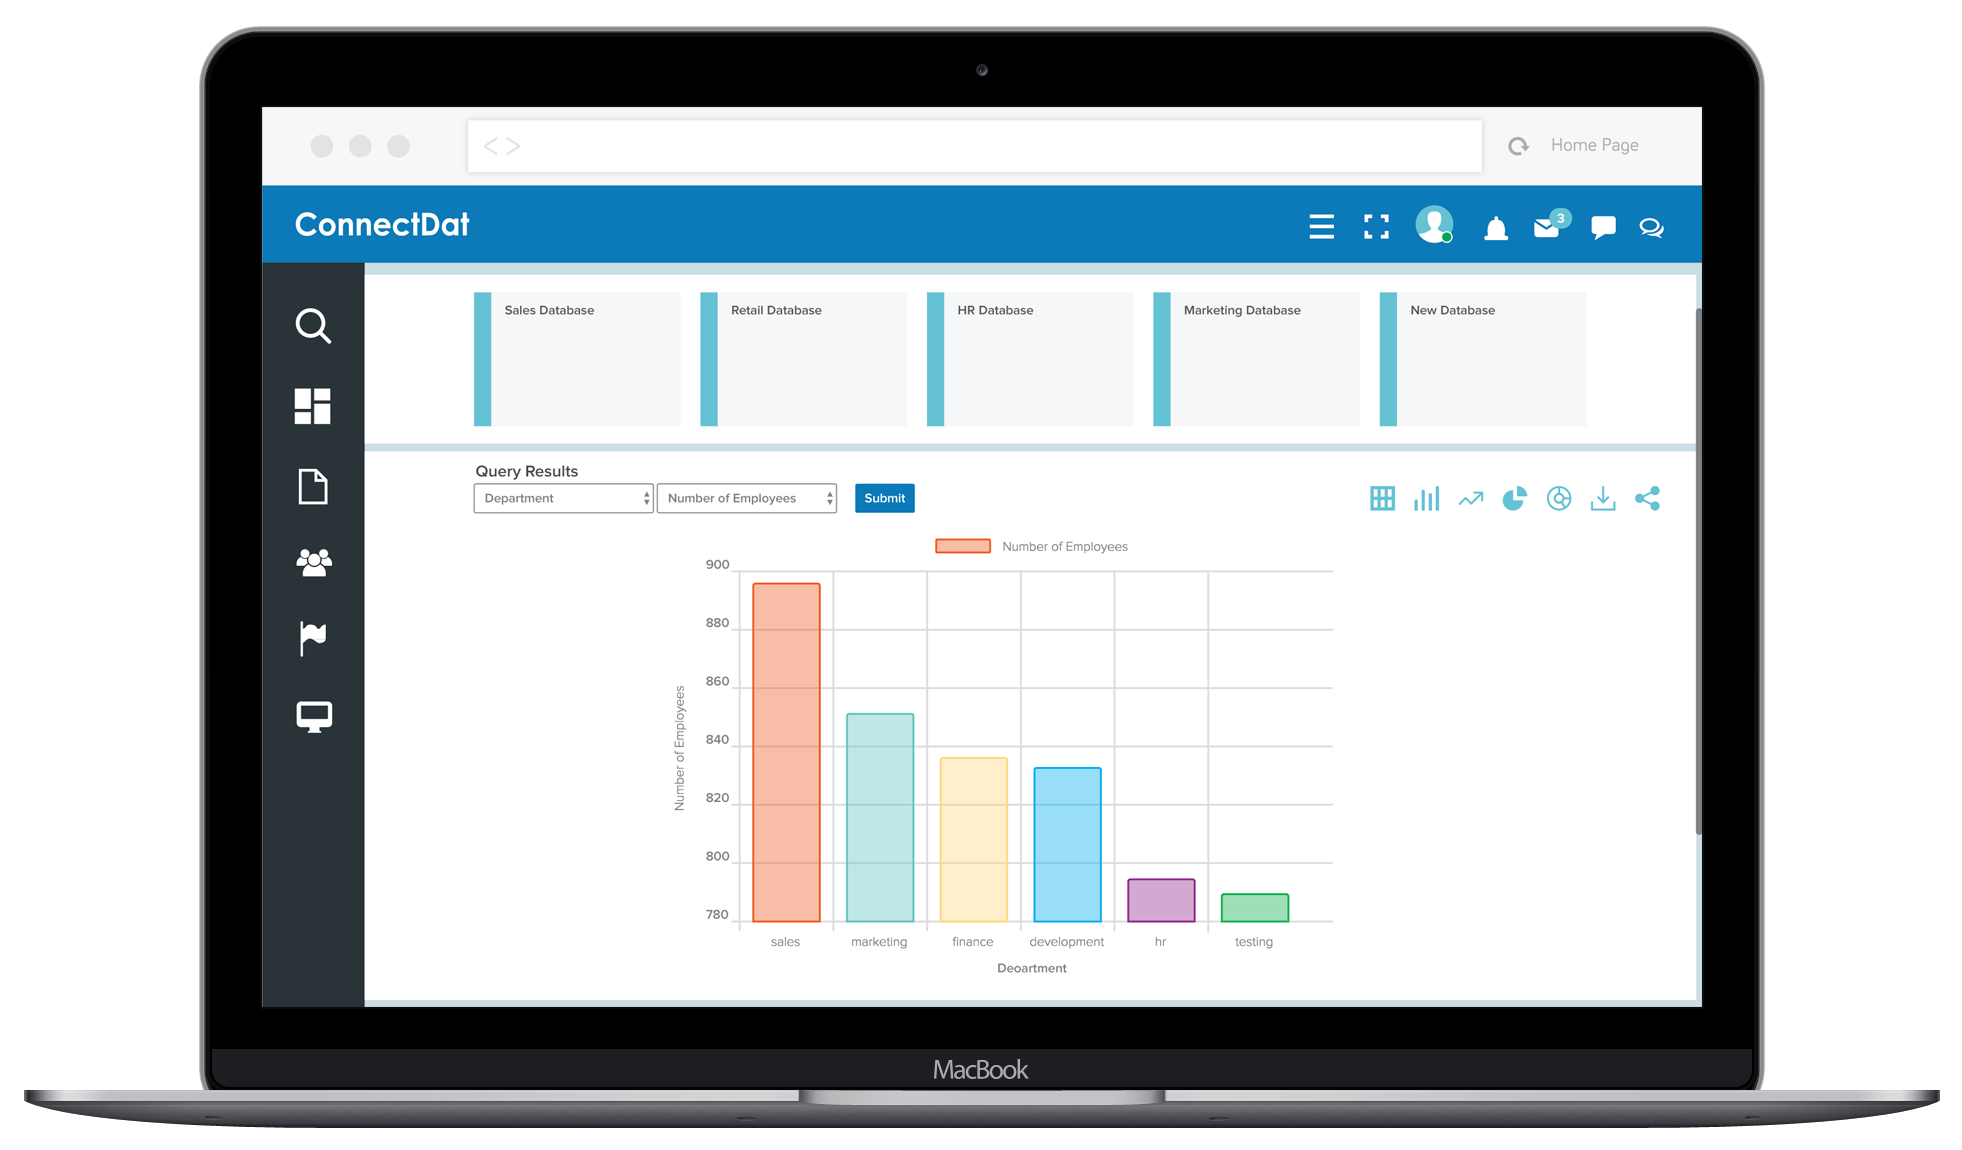 Home Page
ConnectDat
3
Sales Database
Retail Database
HR Database
Marketing Database
New Database
Query Results
Department
Number of Employees
Submit
Number of Employees
900
880
860
840
820
800
780
Number of Employees
sales
marketing
finance
development
hr
testing
Deoartment
MacBook